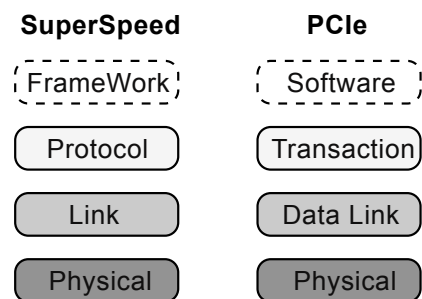 SuperSpeed PCIe
FrameWork Software
Protocol Transaction
Link Data Link
Physical Physical